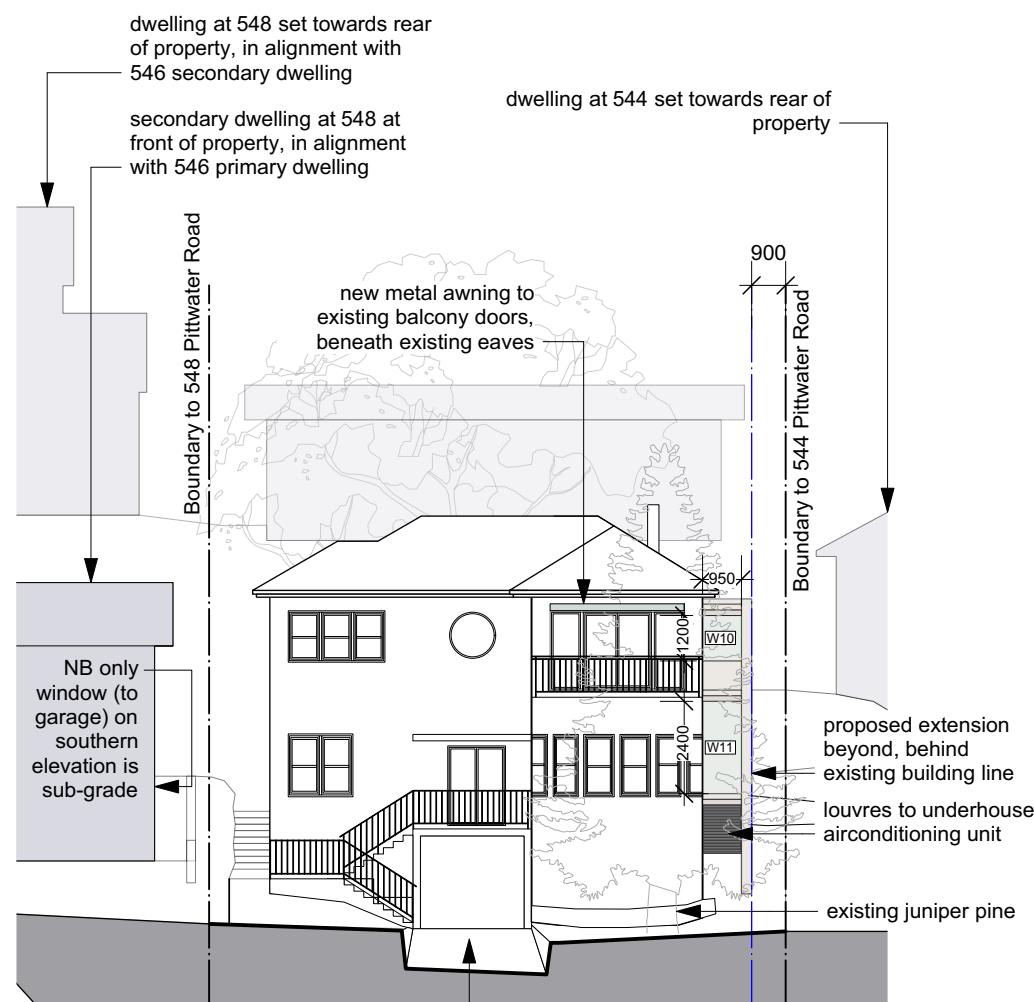 dwelling at 548 set towards rear
of property, in alignment with
546 secondary dwelling
secondary dwelling at 548 at
front of property, in alignment
with 546 primary dwelling
dwelling at 544 set towards rear of
property
Boundary to 548 Pittwater Road
new metal awning to
existing balcony doors,
beneath existing eaves
900
Boundary to 544 Pittwater Road
950
1200
W10
2400
W11
NB only
window (to
garage) on
southern
elevation is
sub-grade
proposed extension
beyond, behind
existing building line
louvres to underhouse
airconditioning unit
existing juniper pine